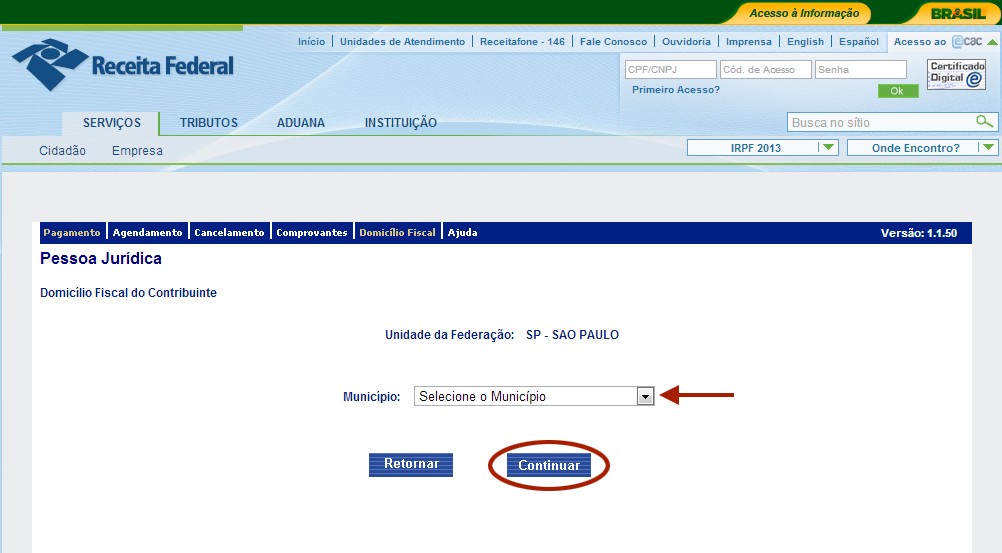 Acesso à Informação BRASIL
Início Unidades de Atendimento Receitafone - 146 Fale Conosco Ouvidoria Imprensa English Español Acesso ao eCAC
Receita Federal
CPF/CNPJ Cód. de Acesso Senha Certificado Digital
Primeiro Acesso? Ok
SERVIÇOS TRIBUTOS ADUANA INSTITUIÇÃO Busca no sítio
Cidadão Empresa IRPF 2013 Onde Encontro?
Pagamento Agendamento Cancelamento Comprovantes Domicílio Fiscal Ajuda Versão: 1.1.50
Pessoa Jurídica
Domicílio Fiscal do Contribuinte
Unidade da Federação: SP - SAO PAULO
Município: Selecione o Município
Retornar Continuar